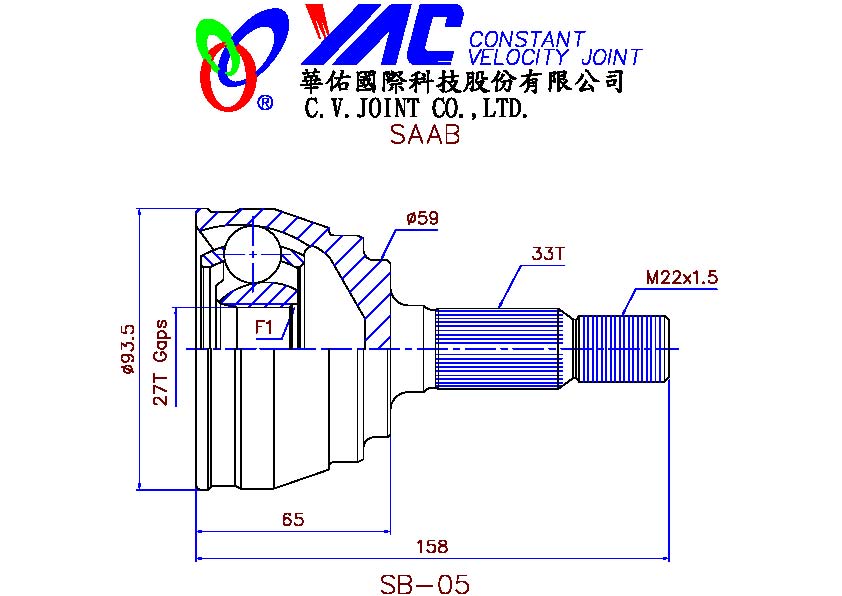 YAC CONSTANT
VELOCITY JOINT
華佑國際科技股份有限公司
®
C.V.JOINT CO.,LTD.
SAAB
ø59
33T
M22x1.5
F1
ø93.5
27T Gaps
65
158
SB-05